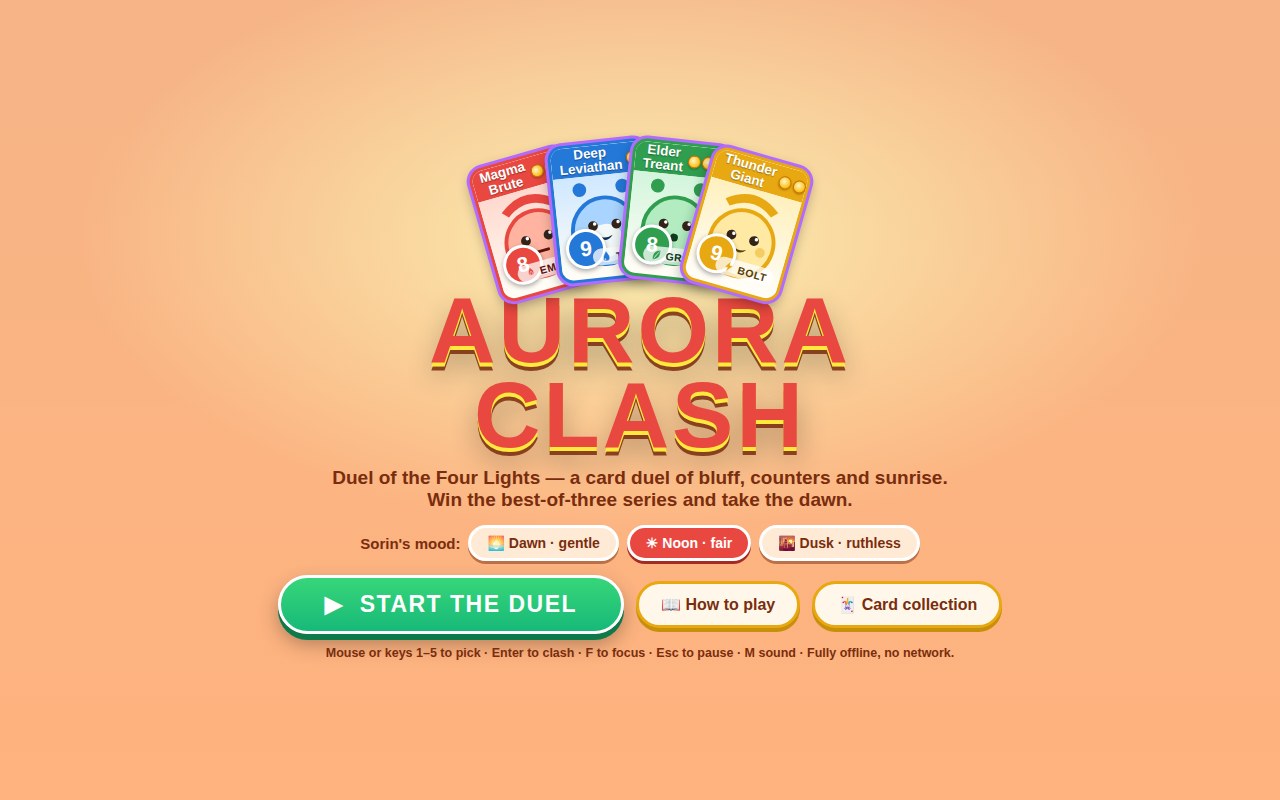 Magma
Brute
Deep
Leviathan
Elder
Treant
Thunder
Giant
8
9
8
9
BOLT
AURORA
CLASH
Duel of the Four Lights — a card duel of bluff, counters and sunrise.
Win the best-of-three series and take the dawn.
Sorin's mood: 🌅 Dawn · gentle ☀ Noon · fair 🌇 Dusk · ruthless
▶ START THE DUEL 📖 How to play 🃏 Card collection
Mouse or keys 1–5 to pick · Enter to clash · F to focus · Esc to pause · M sound · Fully offline, no network.